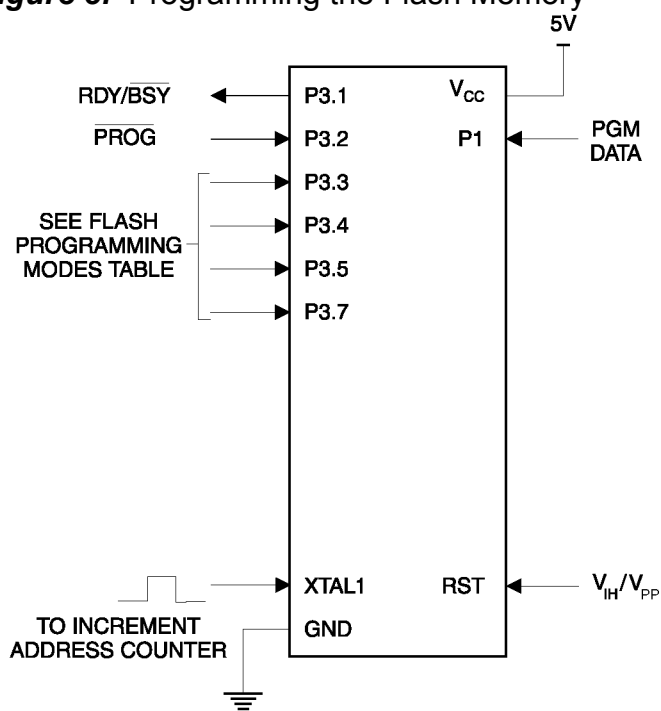 Programming the Flash Memory
5V
RDY/BSY
P3.1
VCC
PROG
P3.2
P1
PGM
DATA
P3.3
SEE FLASH
PROGRAMMING
MODES TABLE
P3.4
P3.5
P3.7
XTAL1
RST
VIH/VPP
TO INCREMENT
ADDRESS COUNTER
GND